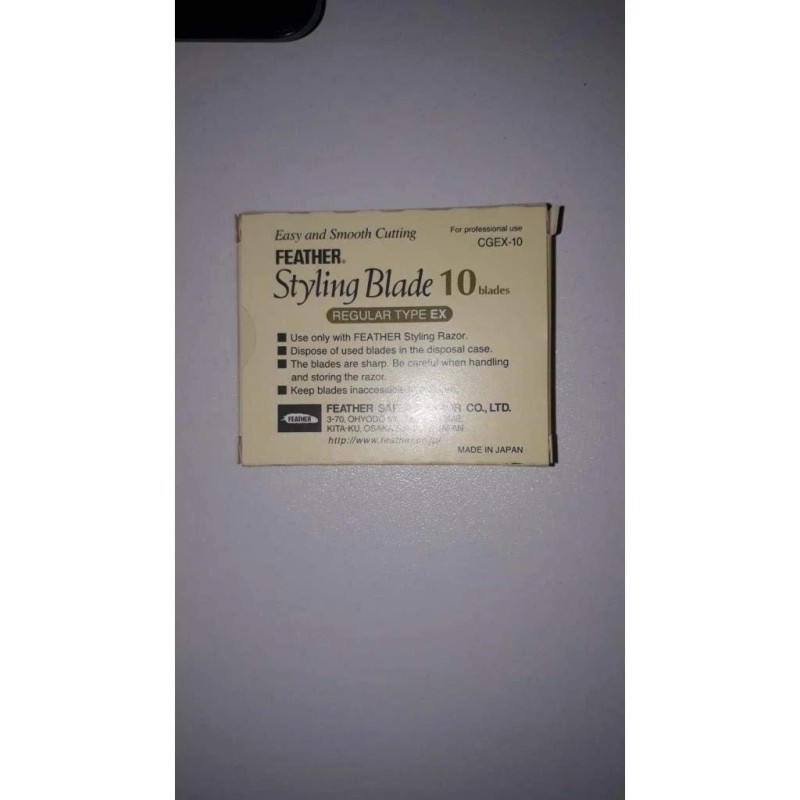 Easy and Smooth Cutting
For professional use
CGEX-10
FEATHER®
Styling Blade 10 blades
REGULAR TYPE EX
■ Use only with FEATHER Styling Razor.
■ Dispose of used blades in the disposal case.
■ The blades are sharp. Be careful when handling
and storing the razor.
■ Keep blades inaccessible
FEATHER
FEATHER CO., LTD.
3-70, OHYODO
KITA-KU, OSAKA
http://www.feather.co.jp/
MADE IN JAPAN